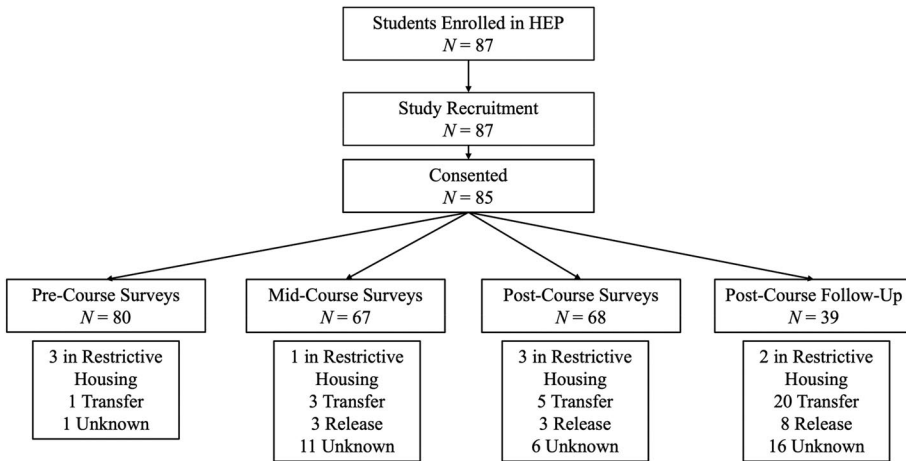 Students Enrolled in HEP
N = 87
Study Recruitment
N = 87
Consented
N = 85
Pre-Course Surveys
N = 80
Mid-Course Surveys
N = 67
Post-Course Surveys
N = 68
Post-Course Follow-Up
N = 39
3 in Restrictive
Housing
1 Transfer
1 Unknown
1 in Restrictive
Housing
3 Transfer
3 Release
11 Unknown
3 in Restrictive
Housing
5 Transfer
3 Release
6 Unknown
2 in Restrictive
Housing
20 Transfer
8 Release
16 Unknown